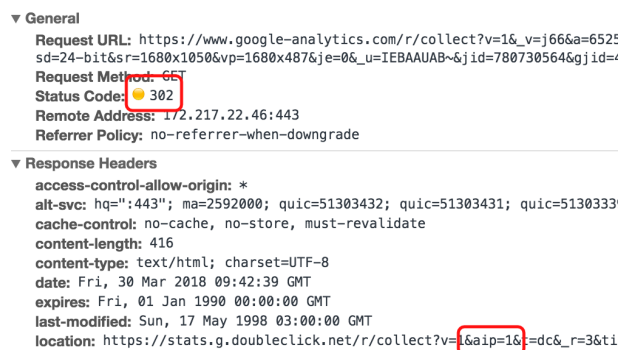 ▼ General
Request URL: https://www.google-analytics.com/r/collect?v=1&_v=j66&a=6525
sd=24-bit&sr=1680x1050&vp=1680x487&je=0&_u=IEBAAUAB~&jid=780730564&gjid=4
Request Method: GET
Status Code: 302
Remote Address: 172.217.22.46:443
Referrer Policy: no-referrer-when-downgrade
▼ Response Headers
access-control-allow-origin: *
alt-svc: hq=":443"; ma=2592000; quic=51303432; quic=51303431; quic=51303339
cache-control: no-cache, no-store, must-revalidate
content-length: 416
content-type: text/html; charset=UTF-8
date: Fri, 30 Mar 2018 09:42:39 GMT
expires: Fri, 01 Jan 1990 00:00:00 GMT
last-modified: Sun, 17 May 1998 03:00:00 GMT
location: https://stats.g.doubleclick.net/r/collect?v=1&aip=1&t=dc&_r=3&ti